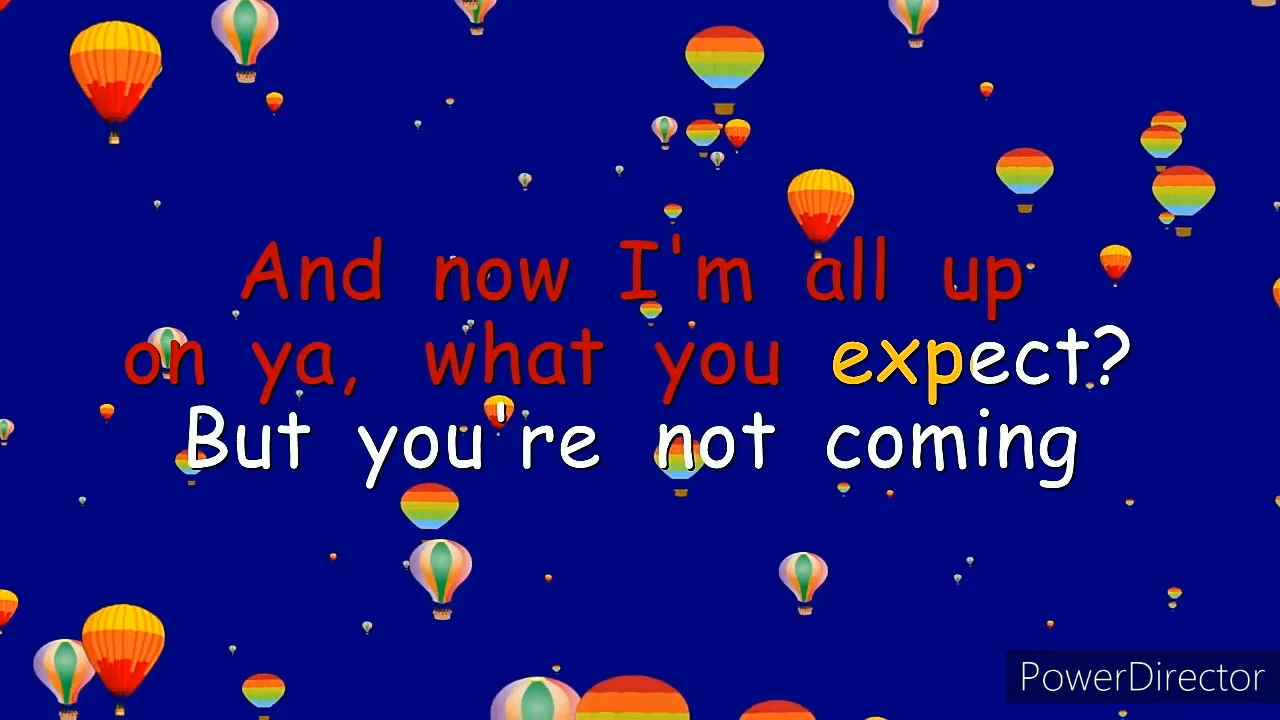 And now I'm all up
on ya, what you expect?
But you're not coming
PowerDirector